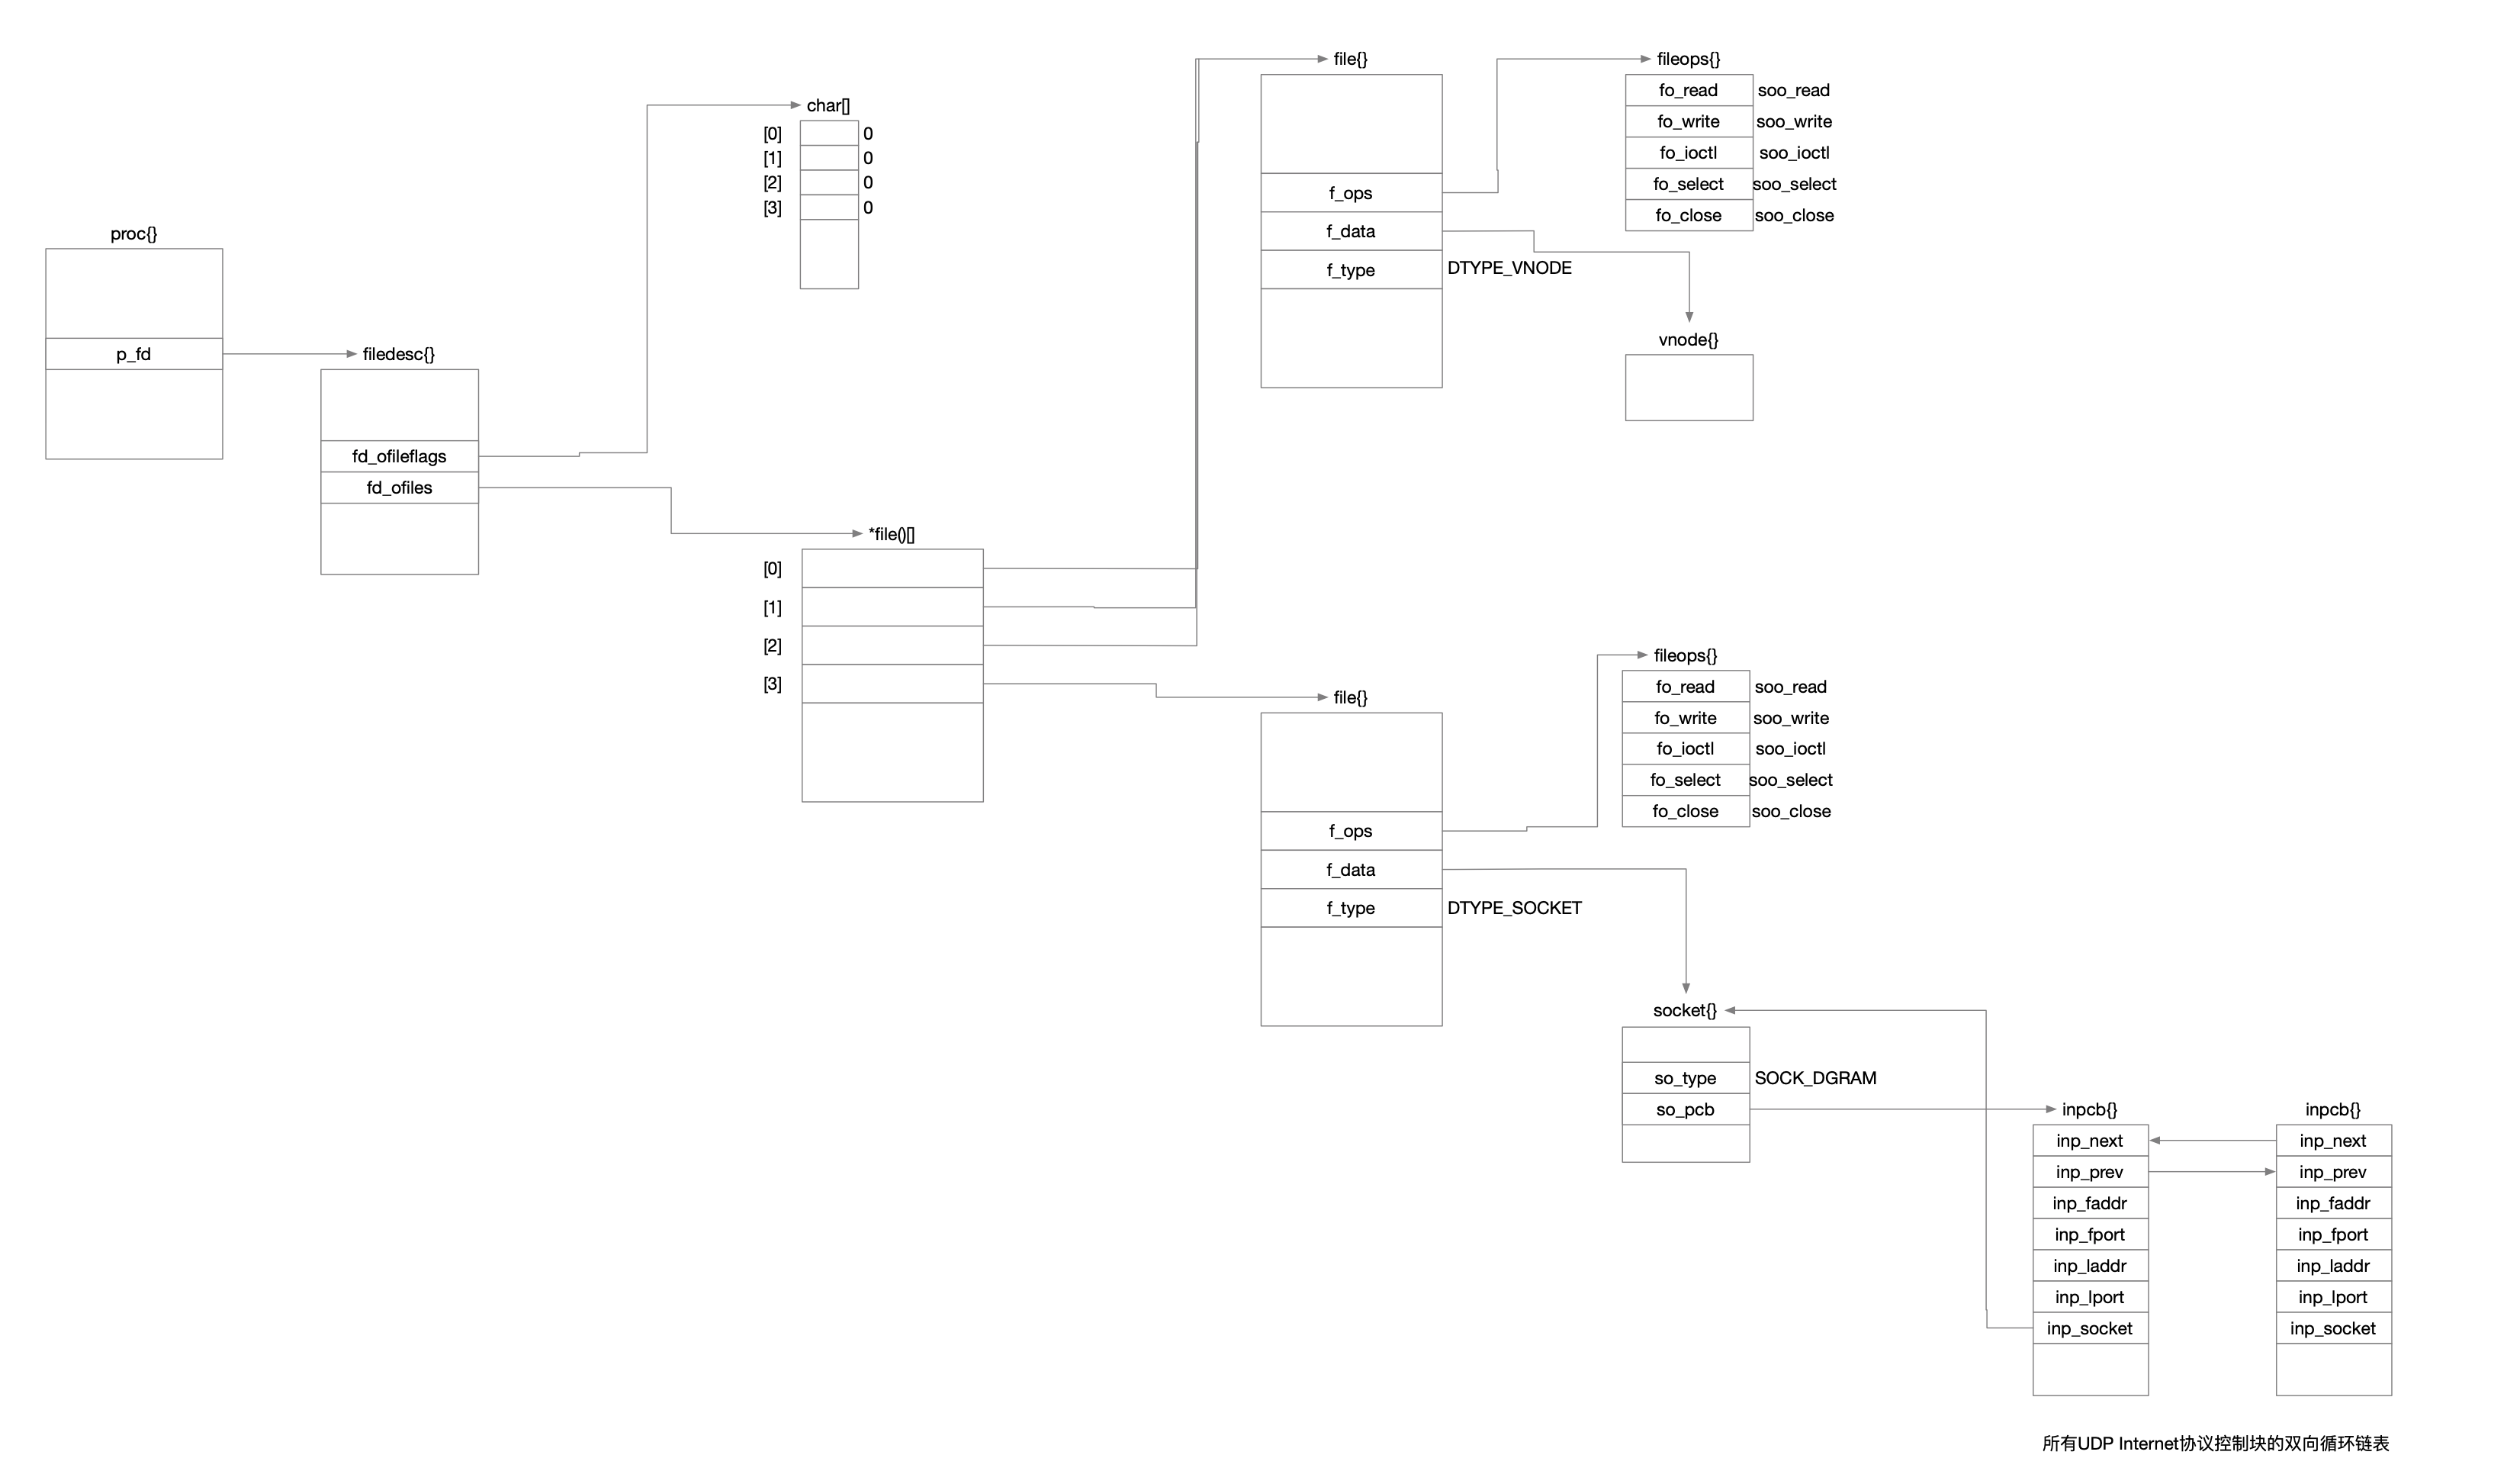 proc{}
p_fd
filedesc{}
fd_ofileflags
fd_ofiles
char[]
[0] 0
[1] 0
[2] 0
[3] 0
*file()[]
[0]
[1]
[2]
[3]
file{}
f_ops
f_data
f_type DTYPE_VNODE
fileops{}
fo_read soo_read
fo_write soo_write
fo_ioctl soo_ioctl
fo_select soo_select
fo_close soo_close
vnode{}
file{}
f_ops
f_data
f_type DTYPE_SOCKET
fileops{}
fo_read soo_read
fo_write soo_write
fo_ioctl soo_ioctl
fo_select soo_select
fo_close soo_close
socket{}
so_type SOCK_DGRAM
so_pcb
inpcb{}
inp_next
inp_prev
inp_faddr
inp_fport
inp_laddr
inp_lport
inp_socket
inpcb{}
inp_next
inp_prev
inp_faddr
inp_fport
inp_laddr
inp_lport
inp_socket
所有UDP Internet协议控制块的双向循环链表